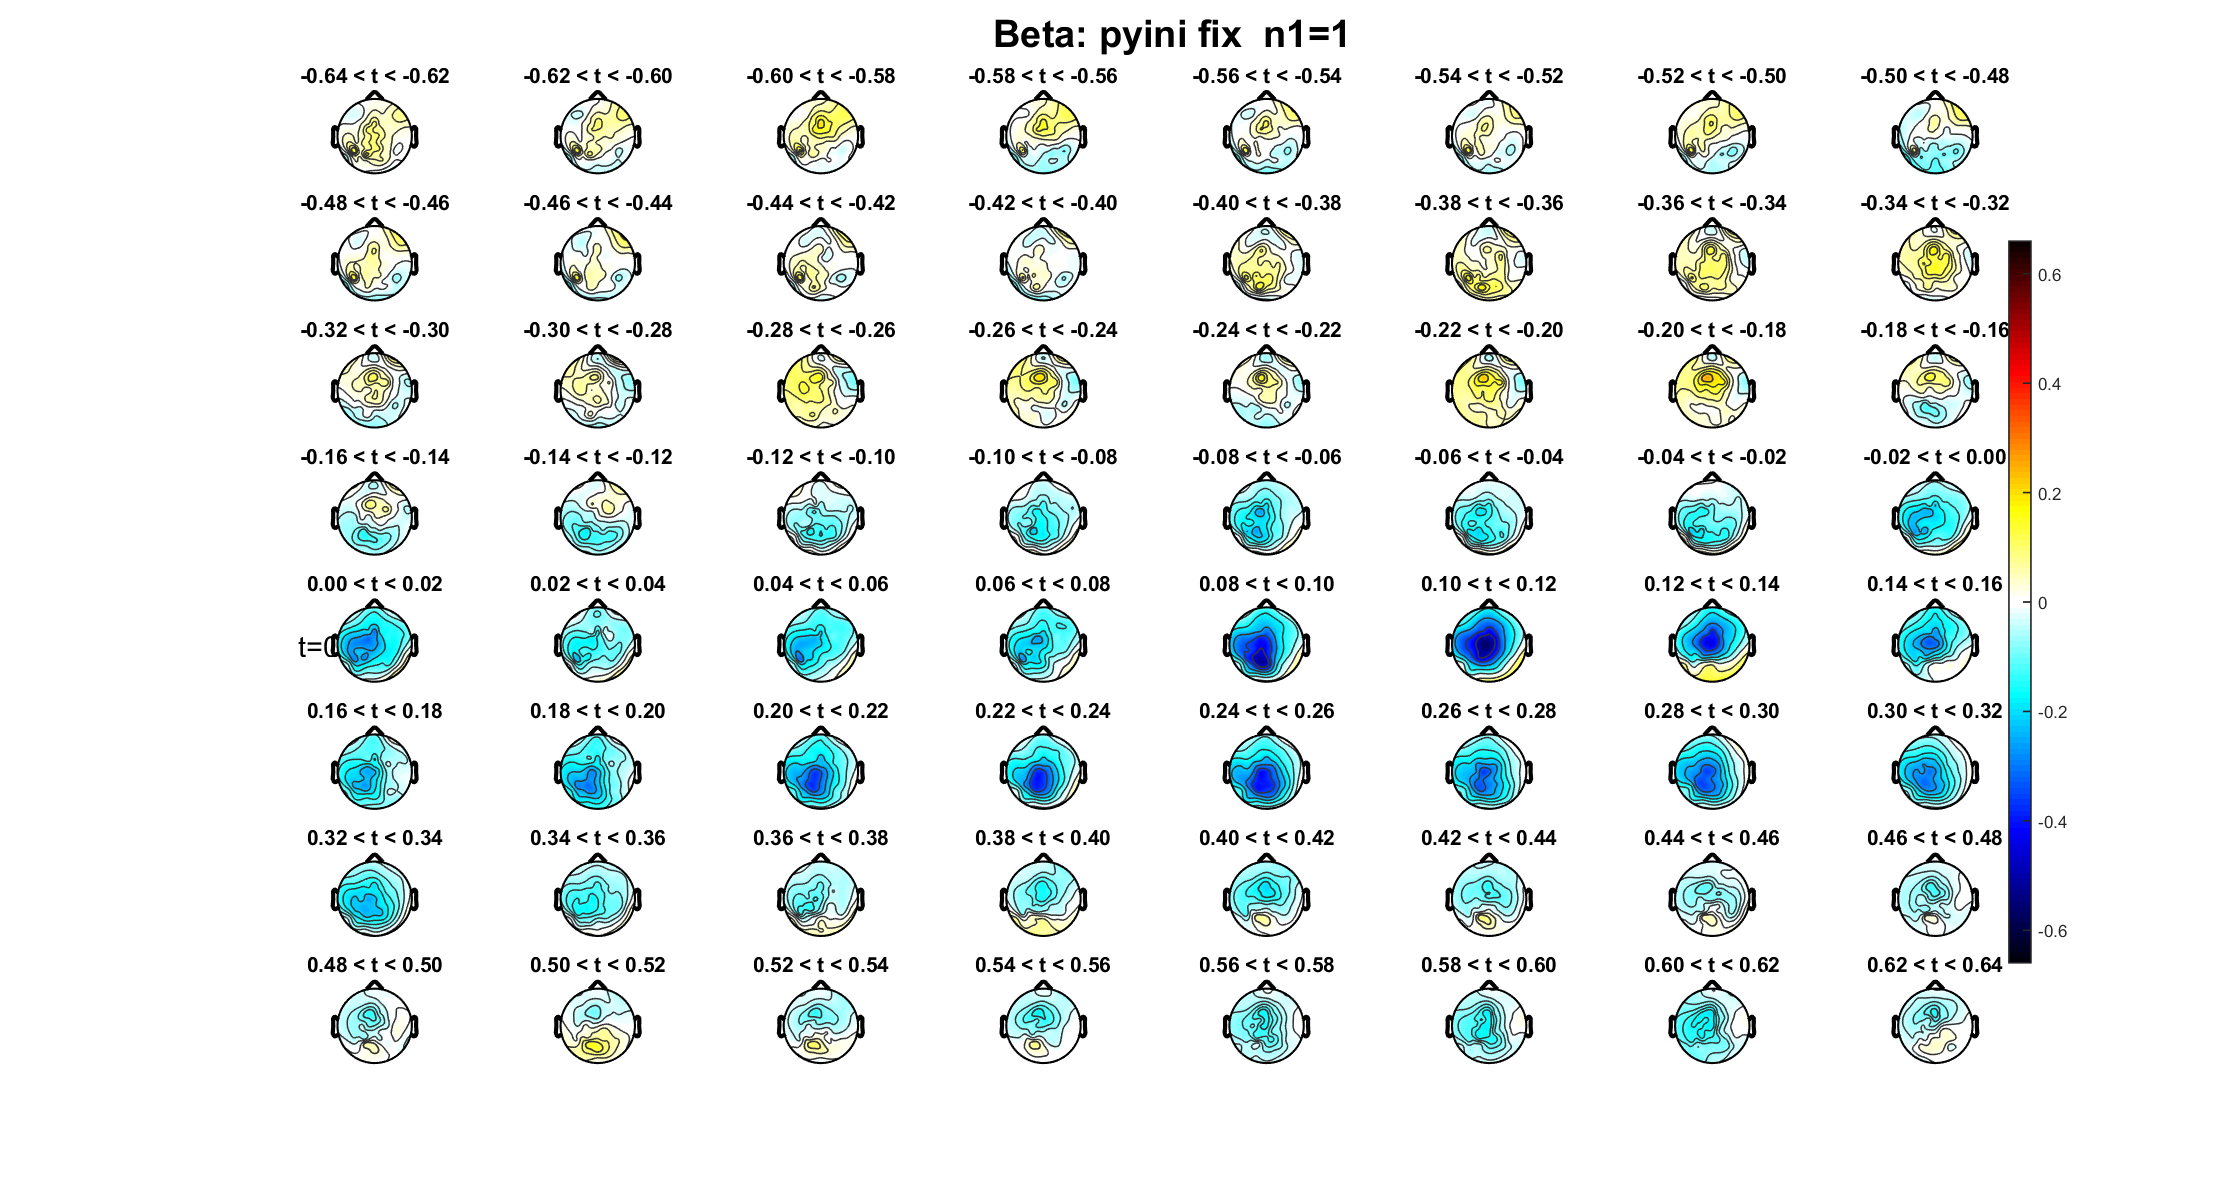 Beta: pyini fix  n1=1
-0.64 < t < -0.62
-0.62 < t < -0.60
-0.60 < t < -0.58
-0.58 < t < -0.56
-0.56 < t < -0.54
-0.54 < t < -0.52
-0.52 < t < -0.50
-0.50 < t < -0.48
-0.48 < t < -0.46
-0.46 < t < -0.44
-0.44 < t < -0.42
-0.42 < t < -0.40
-0.40 < t < -0.38
-0.38 < t < -0.36
-0.36 < t < -0.34
-0.34 < t < -0.32
-0.32 < t < -0.30
-0.30 < t < -0.28
-0.28 < t < -0.26
-0.26 < t < -0.24
-0.24 < t < -0.22
-0.22 < t < -0.20
-0.20 < t < -0.18
-0.18 < t < -0.16
-0.16 < t < -0.14
-0.14 < t < -0.12
-0.12 < t < -0.10
-0.10 < t < -0.08
-0.08 < t < -0.06
-0.06 < t < -0.04
-0.04 < t < -0.02
-0.02 < t < 0.00
0.00 < t < 0.02
0.02 < t < 0.04
0.04 < t < 0.06
0.06 < t < 0.08
0.08 < t < 0.10
0.10 < t < 0.12
0.12 < t < 0.14
0.14 < t < 0.16
t=0
0.16 < t < 0.18
0.18 < t < 0.20
0.20 < t < 0.22
0.22 < t < 0.24
0.24 < t < 0.26
0.26 < t < 0.28
0.28 < t < 0.30
0.30 < t < 0.32
0.32 < t < 0.34
0.34 < t < 0.36
0.36 < t < 0.38
0.38 < t < 0.40
0.40 < t < 0.42
0.42 < t < 0.44
0.44 < t < 0.46
0.46 < t < 0.48
0.48 < t < 0.50
0.50 < t < 0.52
0.52 < t < 0.54
0.54 < t < 0.56
0.56 < t < 0.58
0.58 < t < 0.60
0.60 < t < 0.62
0.62 < t < 0.64
0.6
0.4
0.2
0
-0.2
-0.4
-0.6